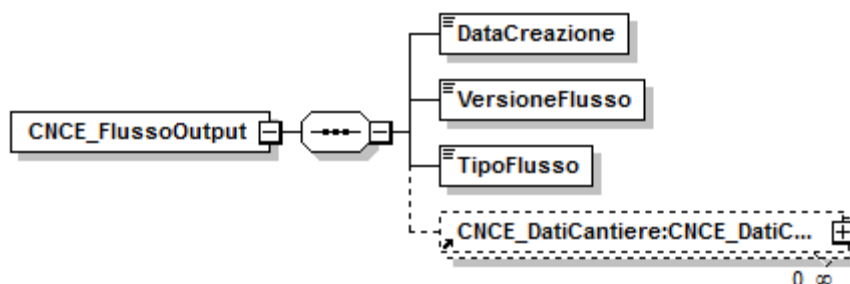 DataCreazione
VersioneFlusso
CNCE_FlussoOutput
TipoFlusso
CNCE_DatiCantiere:CNCE_DatiC...
0..∞